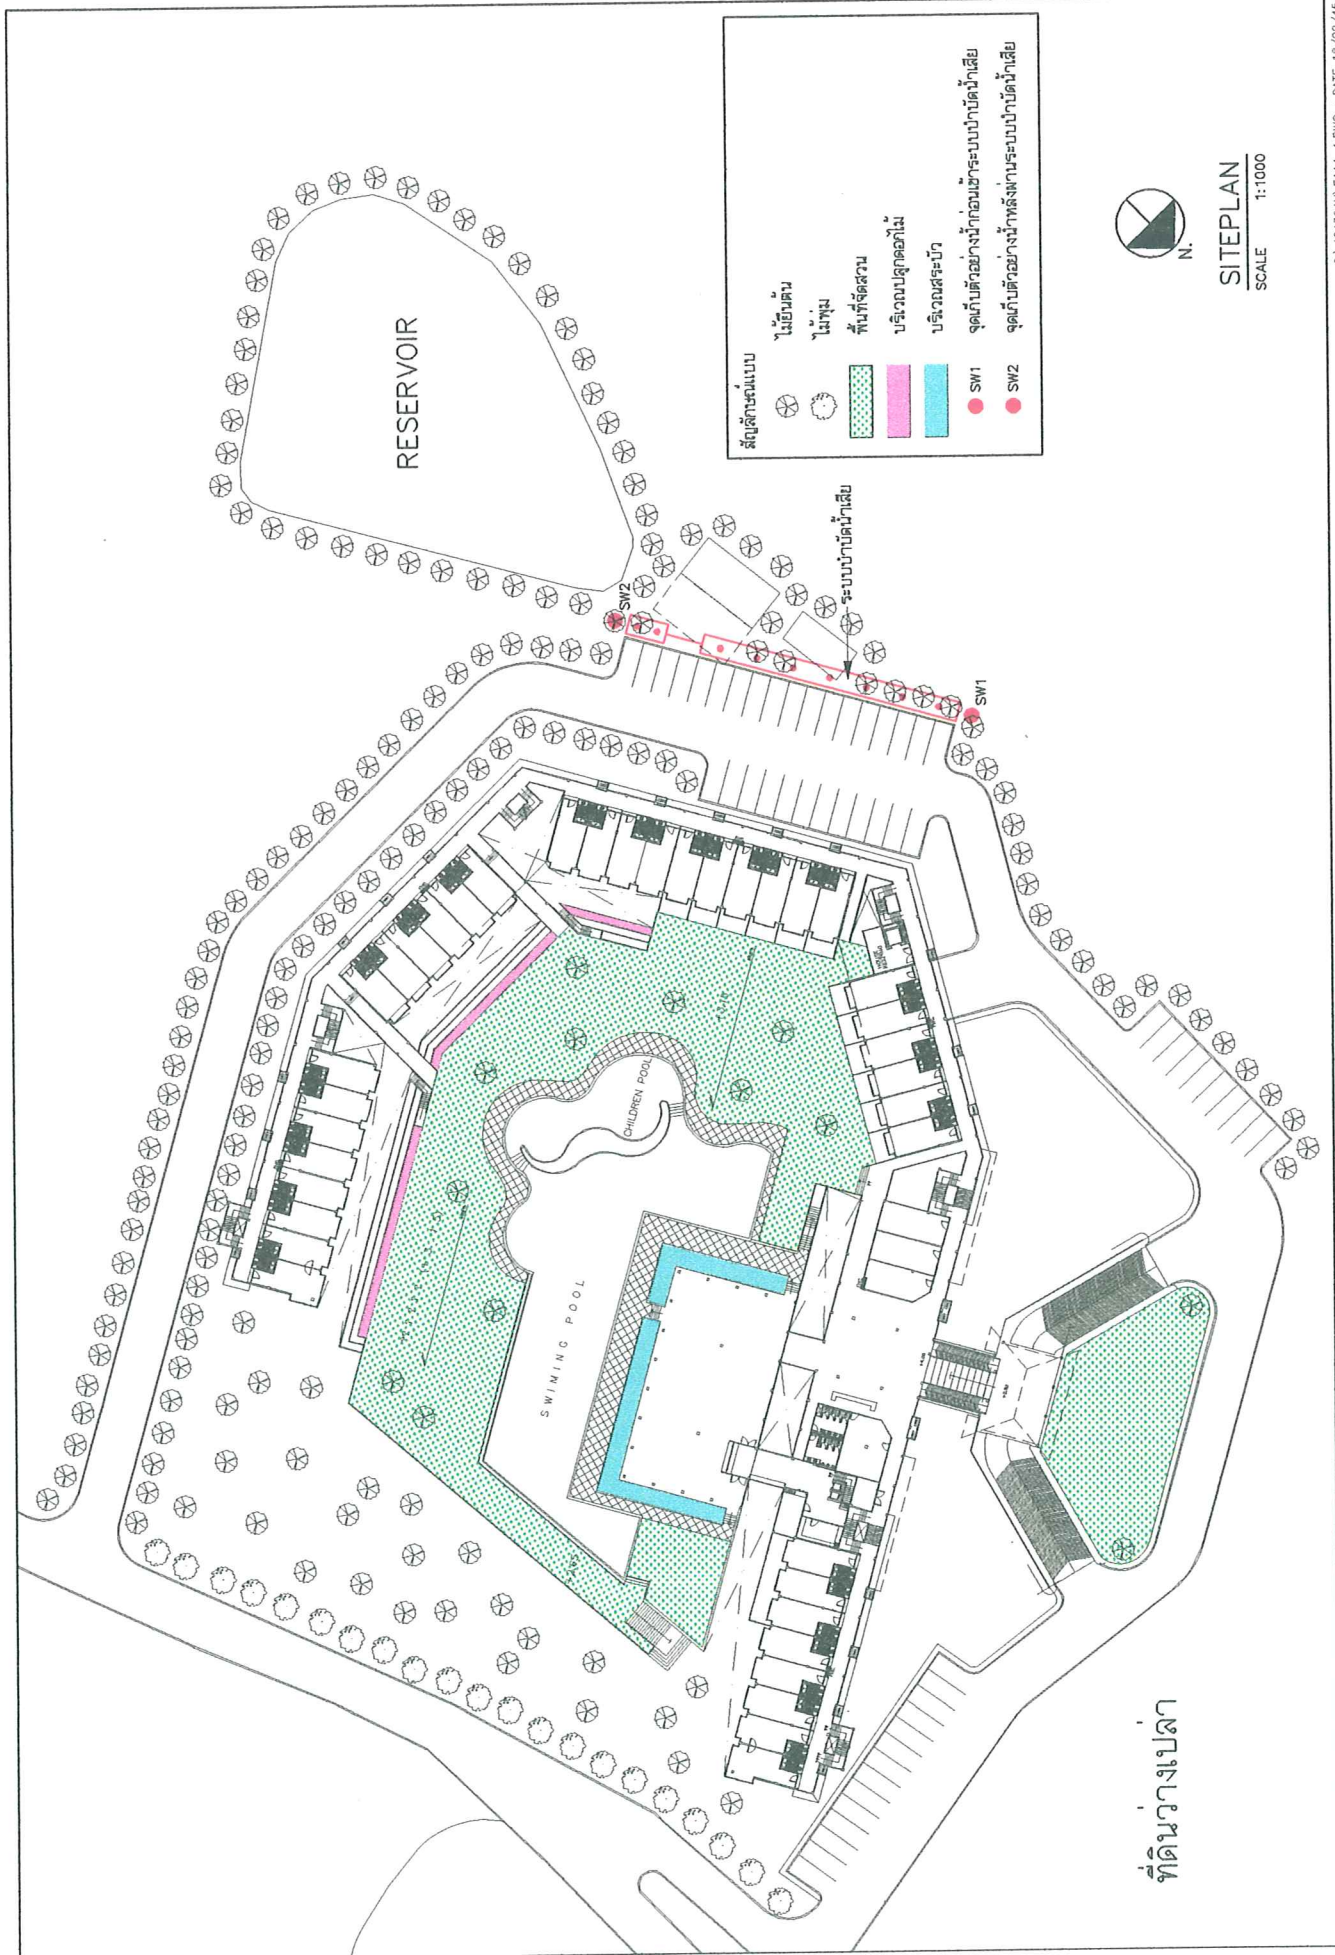 RESERVOIR
สัญลักษณ์แบบ
ไม้ยืนต้น
ไม้พุ่ม
พื้นที่จัดสวน
บริเวณปลูกดอกไม้
บริเวณสระบัว
SW1 จุดเก็บตัวอย่างน้ำก่อนเข้าระบบบำบัดน้ำเสีย
SW2 จุดเก็บตัวอย่างน้ำหลังผ่านระบบบำบัดน้ำเสีย
SW2
ระบบบำบัดน้ำเสีย
SW1
CHILDREN POOL
SWIMING POOL
N.
SITEPLAN
SCALE 1:1000
ที่ดินว่างเปล่า